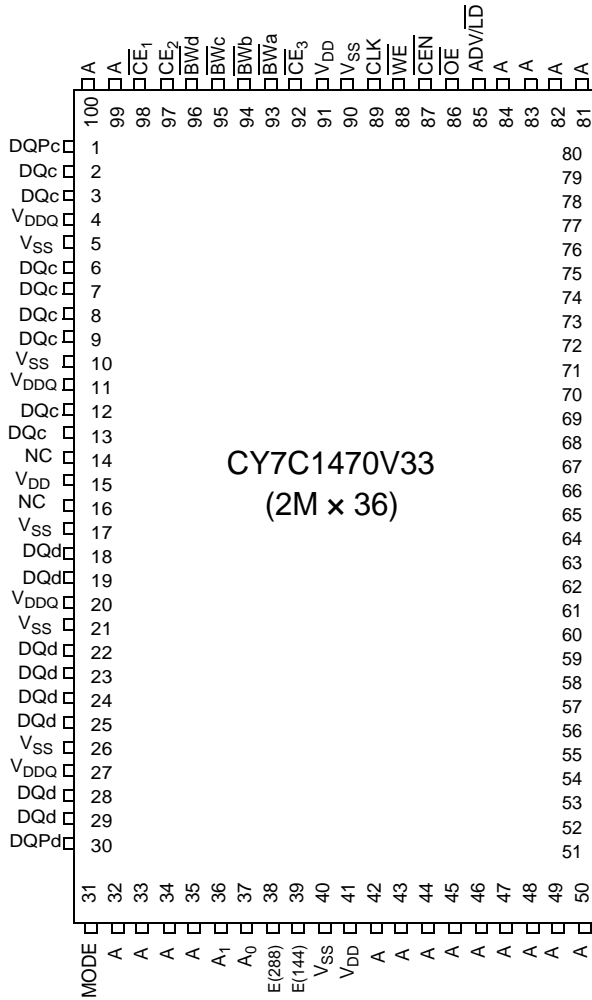 A
A
CE1
CE2
BWd
BWc
BWb
BWa
CE3
VDD
VSS
CLK
WE
CEN
OE
ADV/LD
A
A
A
A
100
99
98
97
96
95
94
93
92
91
90
89
88
87
86
85
84
83
82
81
DQPc 1
DQc 2
DQc 3
VDDQ 4
VSS 5
DQc 6
DQc 7
DQc 8
DQc 9
VSS 10
VDDQ 11
DQc 12
DQc 13
NC 14
VDD 15
NC 16
VSS 17
DQd 18
DQd 19
VDDQ 20
VSS 21
DQd 22
DQd 23
DQd 24
DQd 25
VSS 26
VDDQ 27
DQd 28
DQd 29
DQPd 30
CY7C1470V33
(2M × 36)
80
79
78
77
76
75
74
73
72
71
70
69
68
67
66
65
64
63
62
61
60
59
58
57
56
55
54
53
52
51
31
32
33
34
35
36
37
38
39
40
41
42
43
44
45
46
47
48
49
50
MODE
A
A
A
A
A1
A0
E(288)
E(144)
VSS
VDD
A
A
A
A
A
A
A
A
A